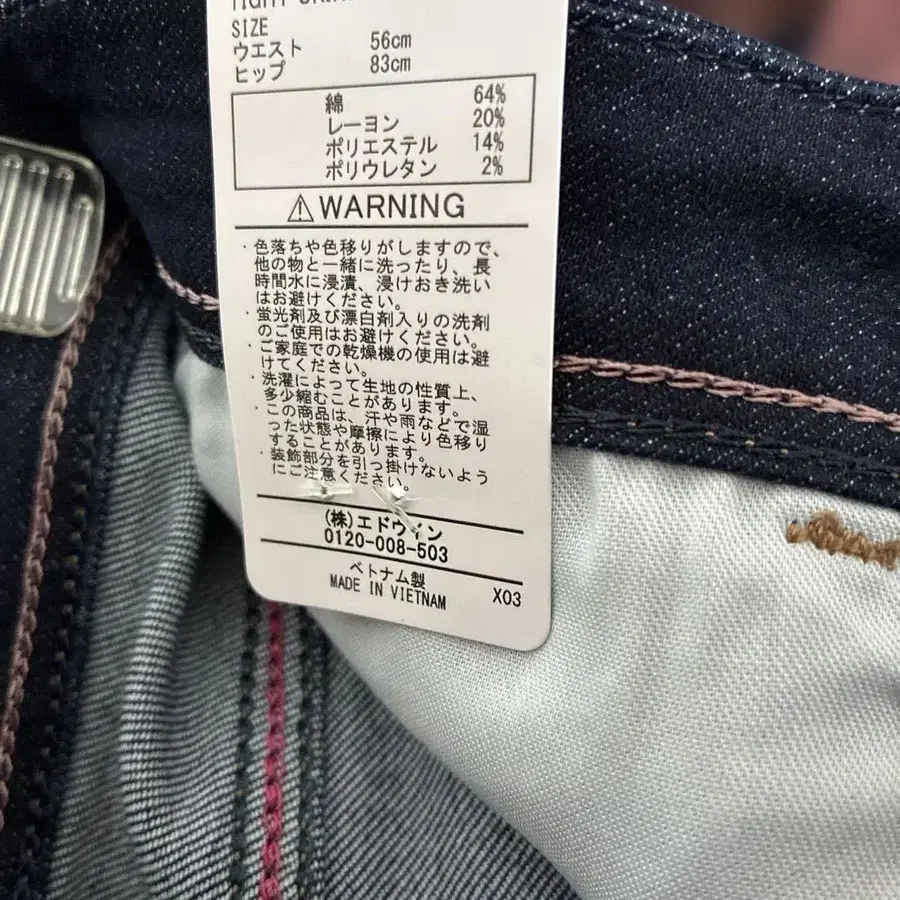 SIZE
ウエスト 56cm
ヒップ 83cm
綿 64%
レーヨン 20%
ポリエステル 14%
ポリウレタン 2%
⚠WARNING
・色落ちや色移りがしますので、
他の物と一緒に洗ったり、長
時間水に浸漬、浸けおき洗い
はお避けください。
・蛍光剤及び漂白剤入りの洗剤
のご使用はお避けください。
・ご家庭での乾燥機の使用は避
けてください。
・洗濯によって生地の性質上、
多少縮むことがあります。
・この商品は、汗や雨などで湿
った状態や摩擦により色移り
することがあります。
・装飾部分を引っ掛けないよう
にご注意ください。
(株)エドウイン
0120-008-503
ベトナム製
MADE IN VIETNAM X03